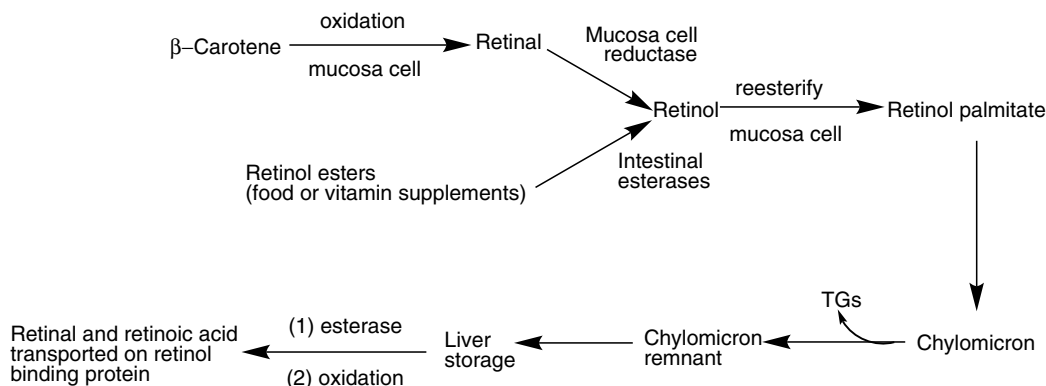 oxidation
β–Carotene
Retinal
mucosa cell
Mucosa cell
reductase
reesterify
Retinol
Retinol palmitate
mucosa cell
Retinol esters
(food or vitamin supplements)
Intestinal
esterases
TGs
Chylomicron
Chylomicron
remnant
Liver
storage
(1) esterase
(2) oxidation
Retinal and retinoic acid
transported on retinol
binding protein